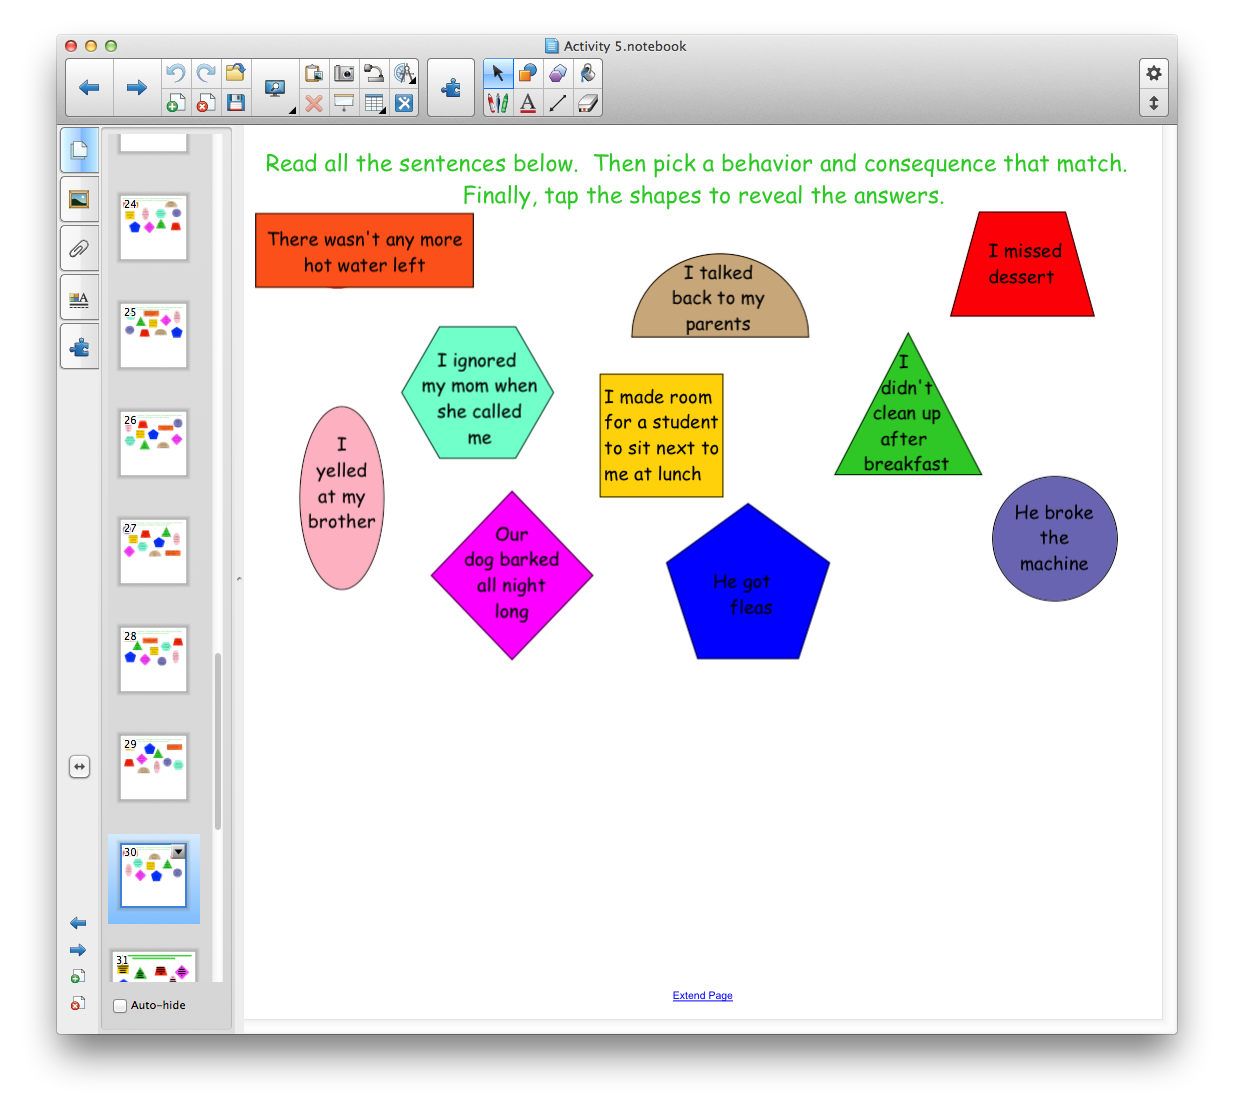 Activity 5.notebook
Read all the sentences below.  Then pick a behavior and consequence that match.
Finally, tap the shapes to reveal the answers.
There wasn't any more
hot water left
I talked
back to my
parents
I missed
dessert
I ignored
my mom when
she called
me
I made room
for a student
to sit next to
me at lunch
I
didn't
clean up
after
breakfast
I
yelled
at my
brother
Our
dog barked
all night
long
He got
fleas
He broke
the
machine
24
25
26
27
28
29
30
31
Auto-hide
Extend Page